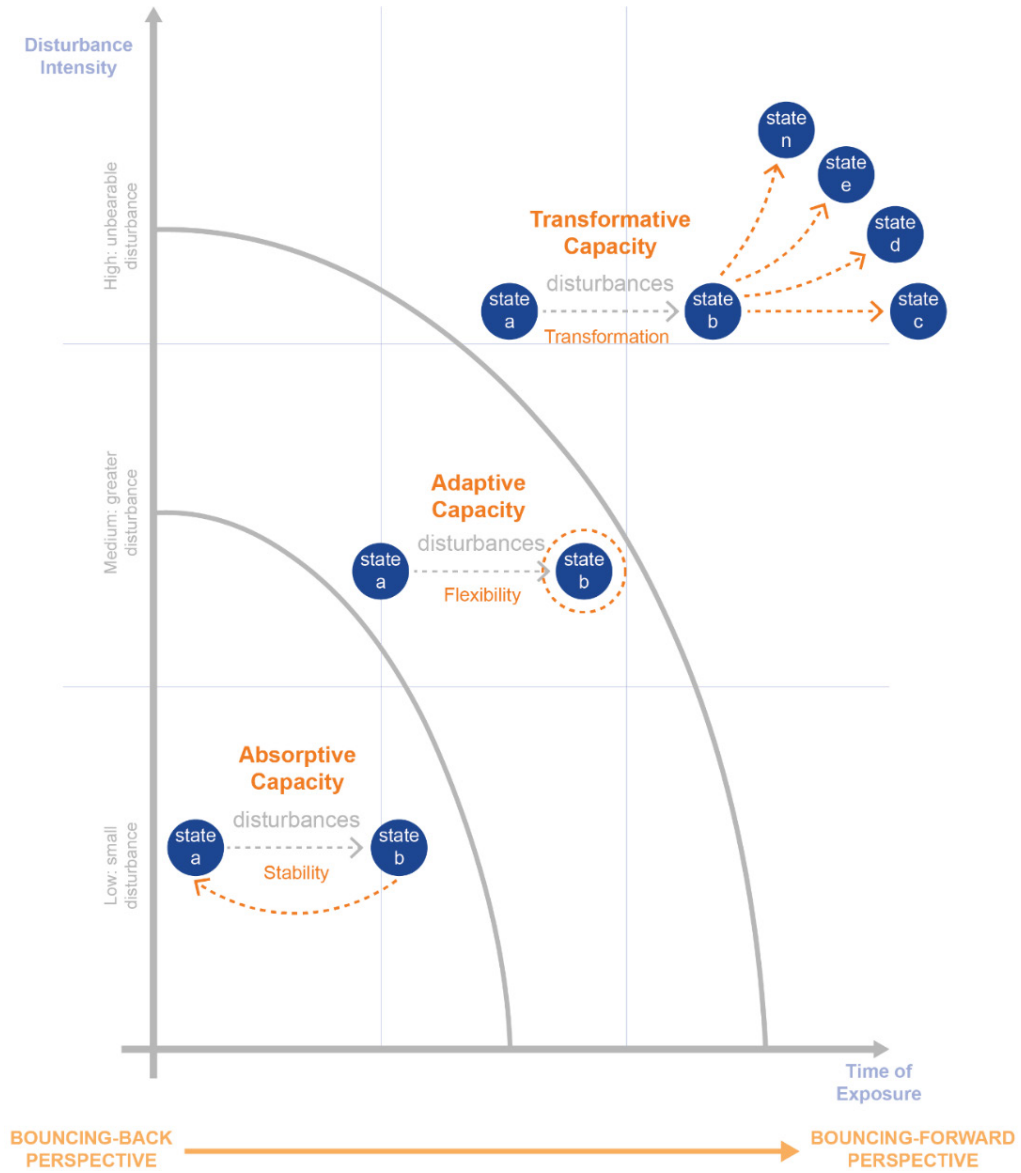 Disturbance
Intensity
High: unbearable
disturbance
state
n
state
e
state
d
Transformative
Capacity
disturbances
state
a
state
b
state
c
Transformation
Medium: greater
disturbance
Adaptive
Capacity
disturbances
state
a
state
b
Flexibility
Low: small
disturbance
Absorptive
Capacity
disturbances
state
a
state
b
Stability
Time of
Exposure
BOUNCING-BACK
PERSPECTIVE
BOUNCING-FORWARD
PERSPECTIVE